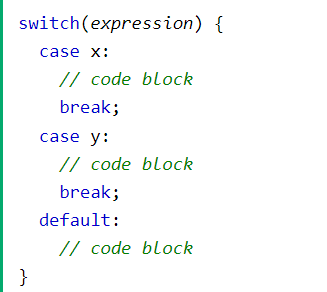 switch(expression) {
  case x:
    // code block
    break;
  case y:
    // code block
    break;
  default:
    // code block
}